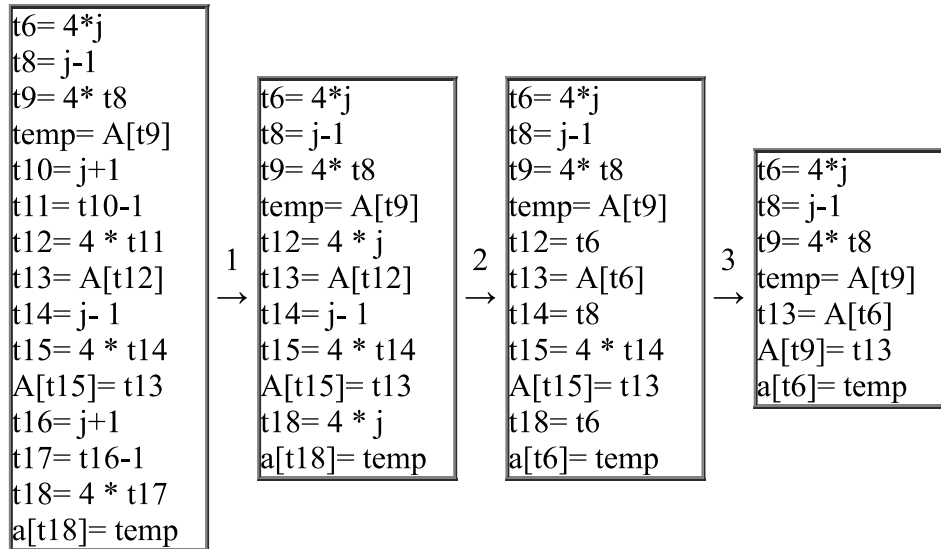 t6= 4*j
t8= j-1
t9= 4* t8
temp= A[t9]
t10= j+1
t11= t10-1
t12= 4 * t11
t13= A[t12]
t14= j- 1
t15= 4 * t14
A[t15]= t13
t16= j+1
t17= t16-1
t18= 4 * t17
a[t18]= temp
1
→
t6= 4*j
t8= j-1
t9= 4* t8
temp= A[t9]
t12= 4 * j
t13= A[t12]
t14= j- 1
t15= 4 * t14
A[t15]= t13
t18= 4 * j
a[t18]= temp
2
→
t6= 4*j
t8= j-1
t9= 4* t8
temp= A[t9]
t12= t6
t13= A[t6]
t14= t8
t15= 4 * t14
A[t15]= t13
t18= t6
a[t6]= temp
3
→
t6= 4*j
t8= j-1
t9= 4* t8
temp= A[t9]
t13= A[t6]
A[t9]= t13
a[t6]= temp